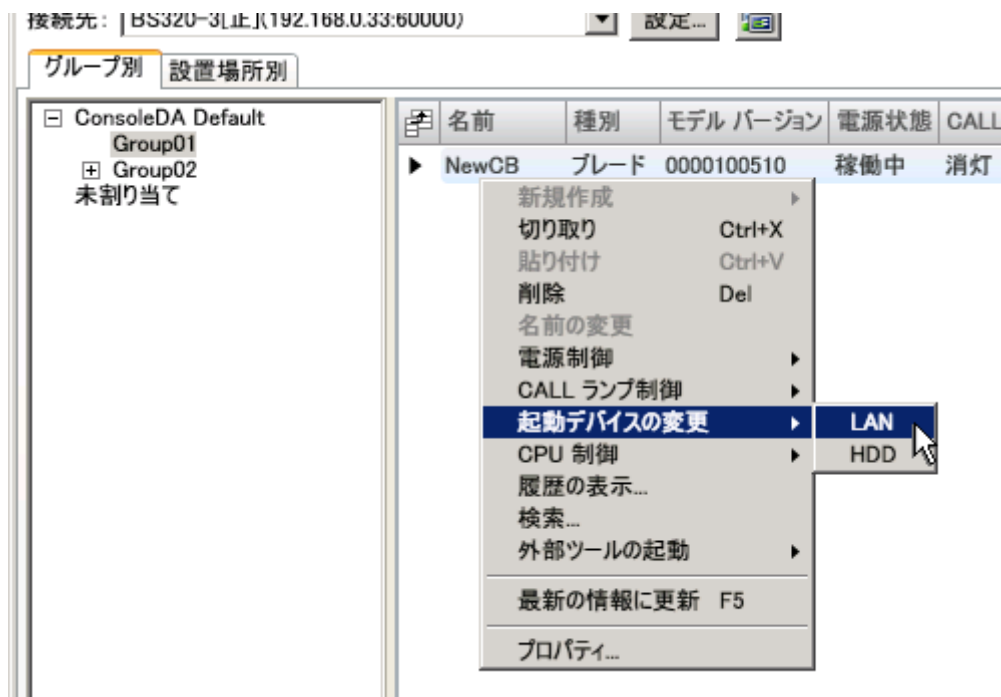 接続先： BS320-3[正](192.168.0.33:60000) 設定...
グループ別 設置場所別
ConsoleDA Default
Group01
Group02
未割り当て
名前 種別 モデル バージョン 電源状態 CALL
NewCB ブレード 0000100510 稼働中 消灯
新規作成
切り取り Ctrl+X
貼り付け Ctrl+V
削除 Del
名前の変更
電源制御
CALL ランプ制御
起動デバイスの変更 LAN
CPU 制御 HDD
履歴の表示...
検索...
外部ツールの起動
最新の情報に更新 F5
プロパティ...